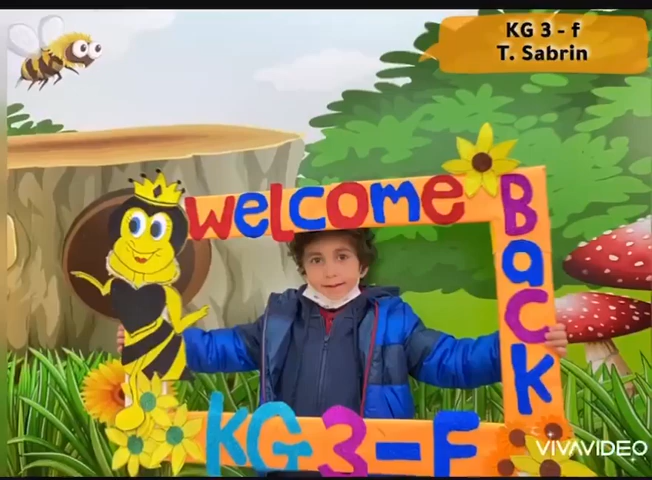 KG 3 - f
T. Sabrin
welcome
BacK
KG 3-F
VIVAVIDEO